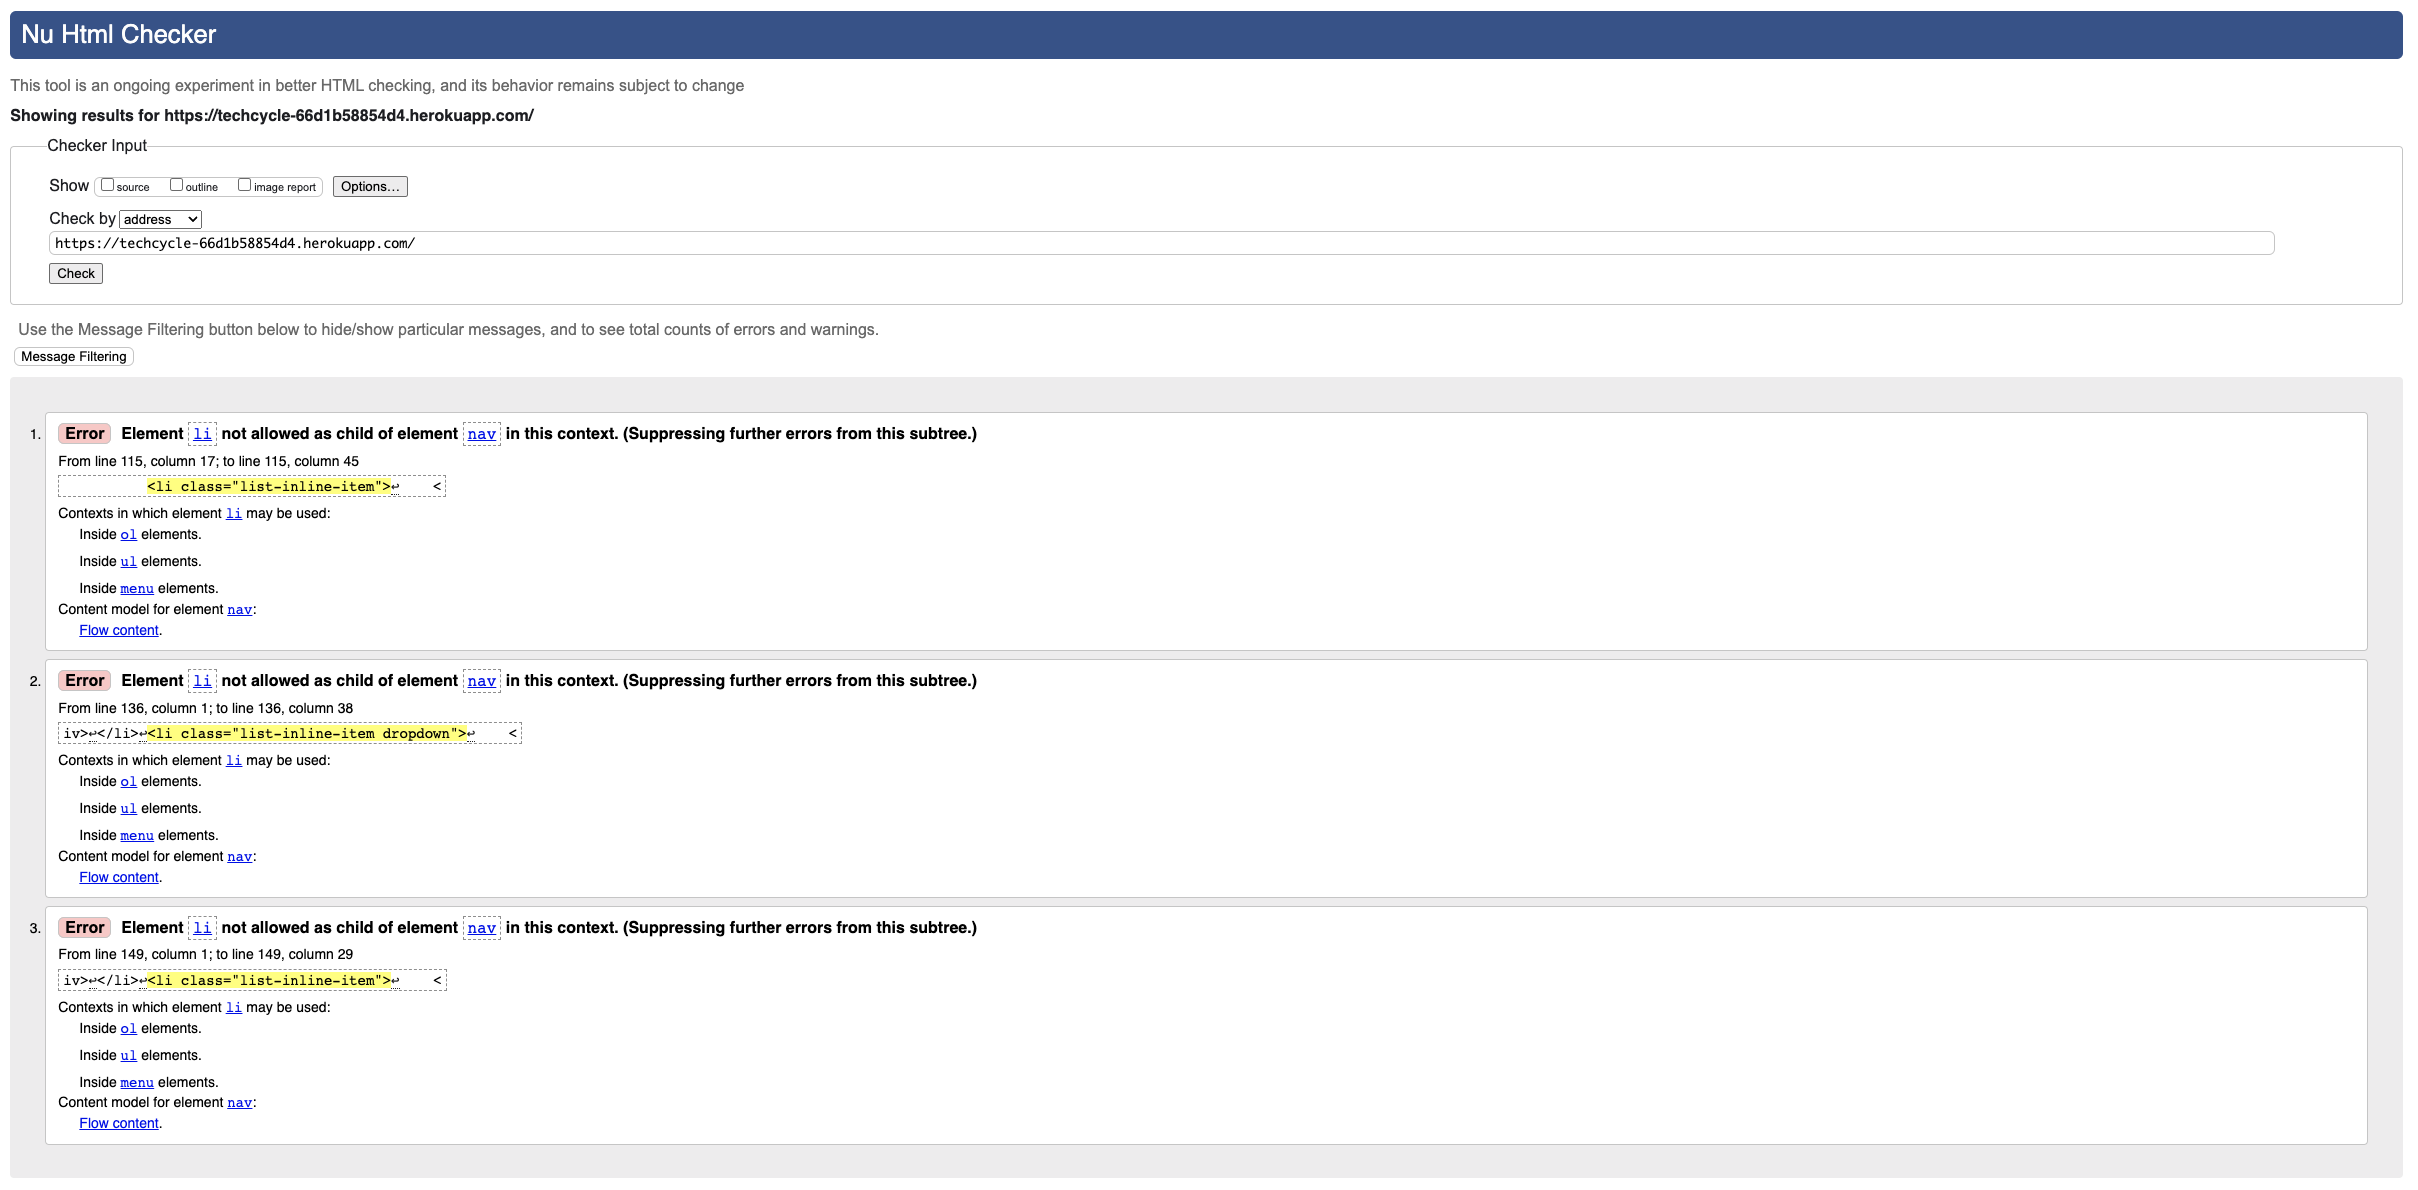 Nu Html Checker
This tool is an ongoing experiment in better HTML checking, and its behavior remains subject to change
Showing results for https://techcycle-66d1b58854d4.herokuapp.com/
Checker Input
Show source outline image report Options...
Check by address
https://techcycle-66d1b58854d4.herokuapp.com/
Check
Use the Message Filtering button below to hide/show particular messages, and to see total counts of errors and warnings.
Message Filtering
1. Error Element li not allowed as child of element nav in this context. (Suppressing further errors from this subtree.)
From line 115, column 17; to line 115, column 45
<li class="list-inline-item">↩ <
Contexts in which element li may be used:
Inside ol elements.
Inside ul elements.
Inside menu elements.
Content model for element nav:
Flow content.
2. Error Element li not allowed as child of element nav in this context. (Suppressing further errors from this subtree.)
From line 136, column 1; to line 136, column 38
iv>↩</li>↩<li class="list-inline-item dropdown">↩ <
Contexts in which element li may be used:
Inside ol elements.
Inside ul elements.
Inside menu elements.
Content model for element nav:
Flow content.
3. Error Element li not allowed as child of element nav in this context. (Suppressing further errors from this subtree.)
From line 149, column 1; to line 149, column 29
iv>↩</li>↩<li class="list-inline-item">↩ <
Contexts in which element li may be used:
Inside ol elements.
Inside ul elements.
Inside menu elements.
Content model for element nav:
Flow content.